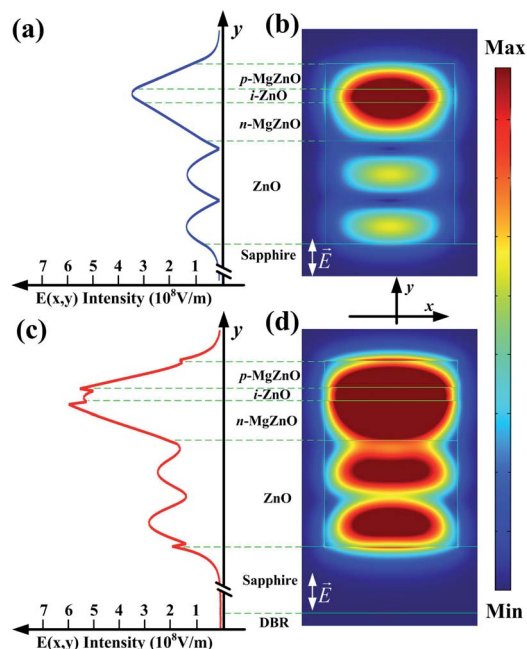 (a)
y
(b)
Max
p-MgZnO
i-ZnO
n-MgZnO
ZnO
Sapphire
E
7 6 5 4 3 2 1
E(x,y) Intensity (10⁸V/m)
y
x
(c)
y
(d)
p-MgZnO
i-ZnO
n-MgZnO
ZnO
Sapphire
E
7 6 5 4 3 2 1
DBR
E(x,y) Intensity (10⁸V/m)
Min